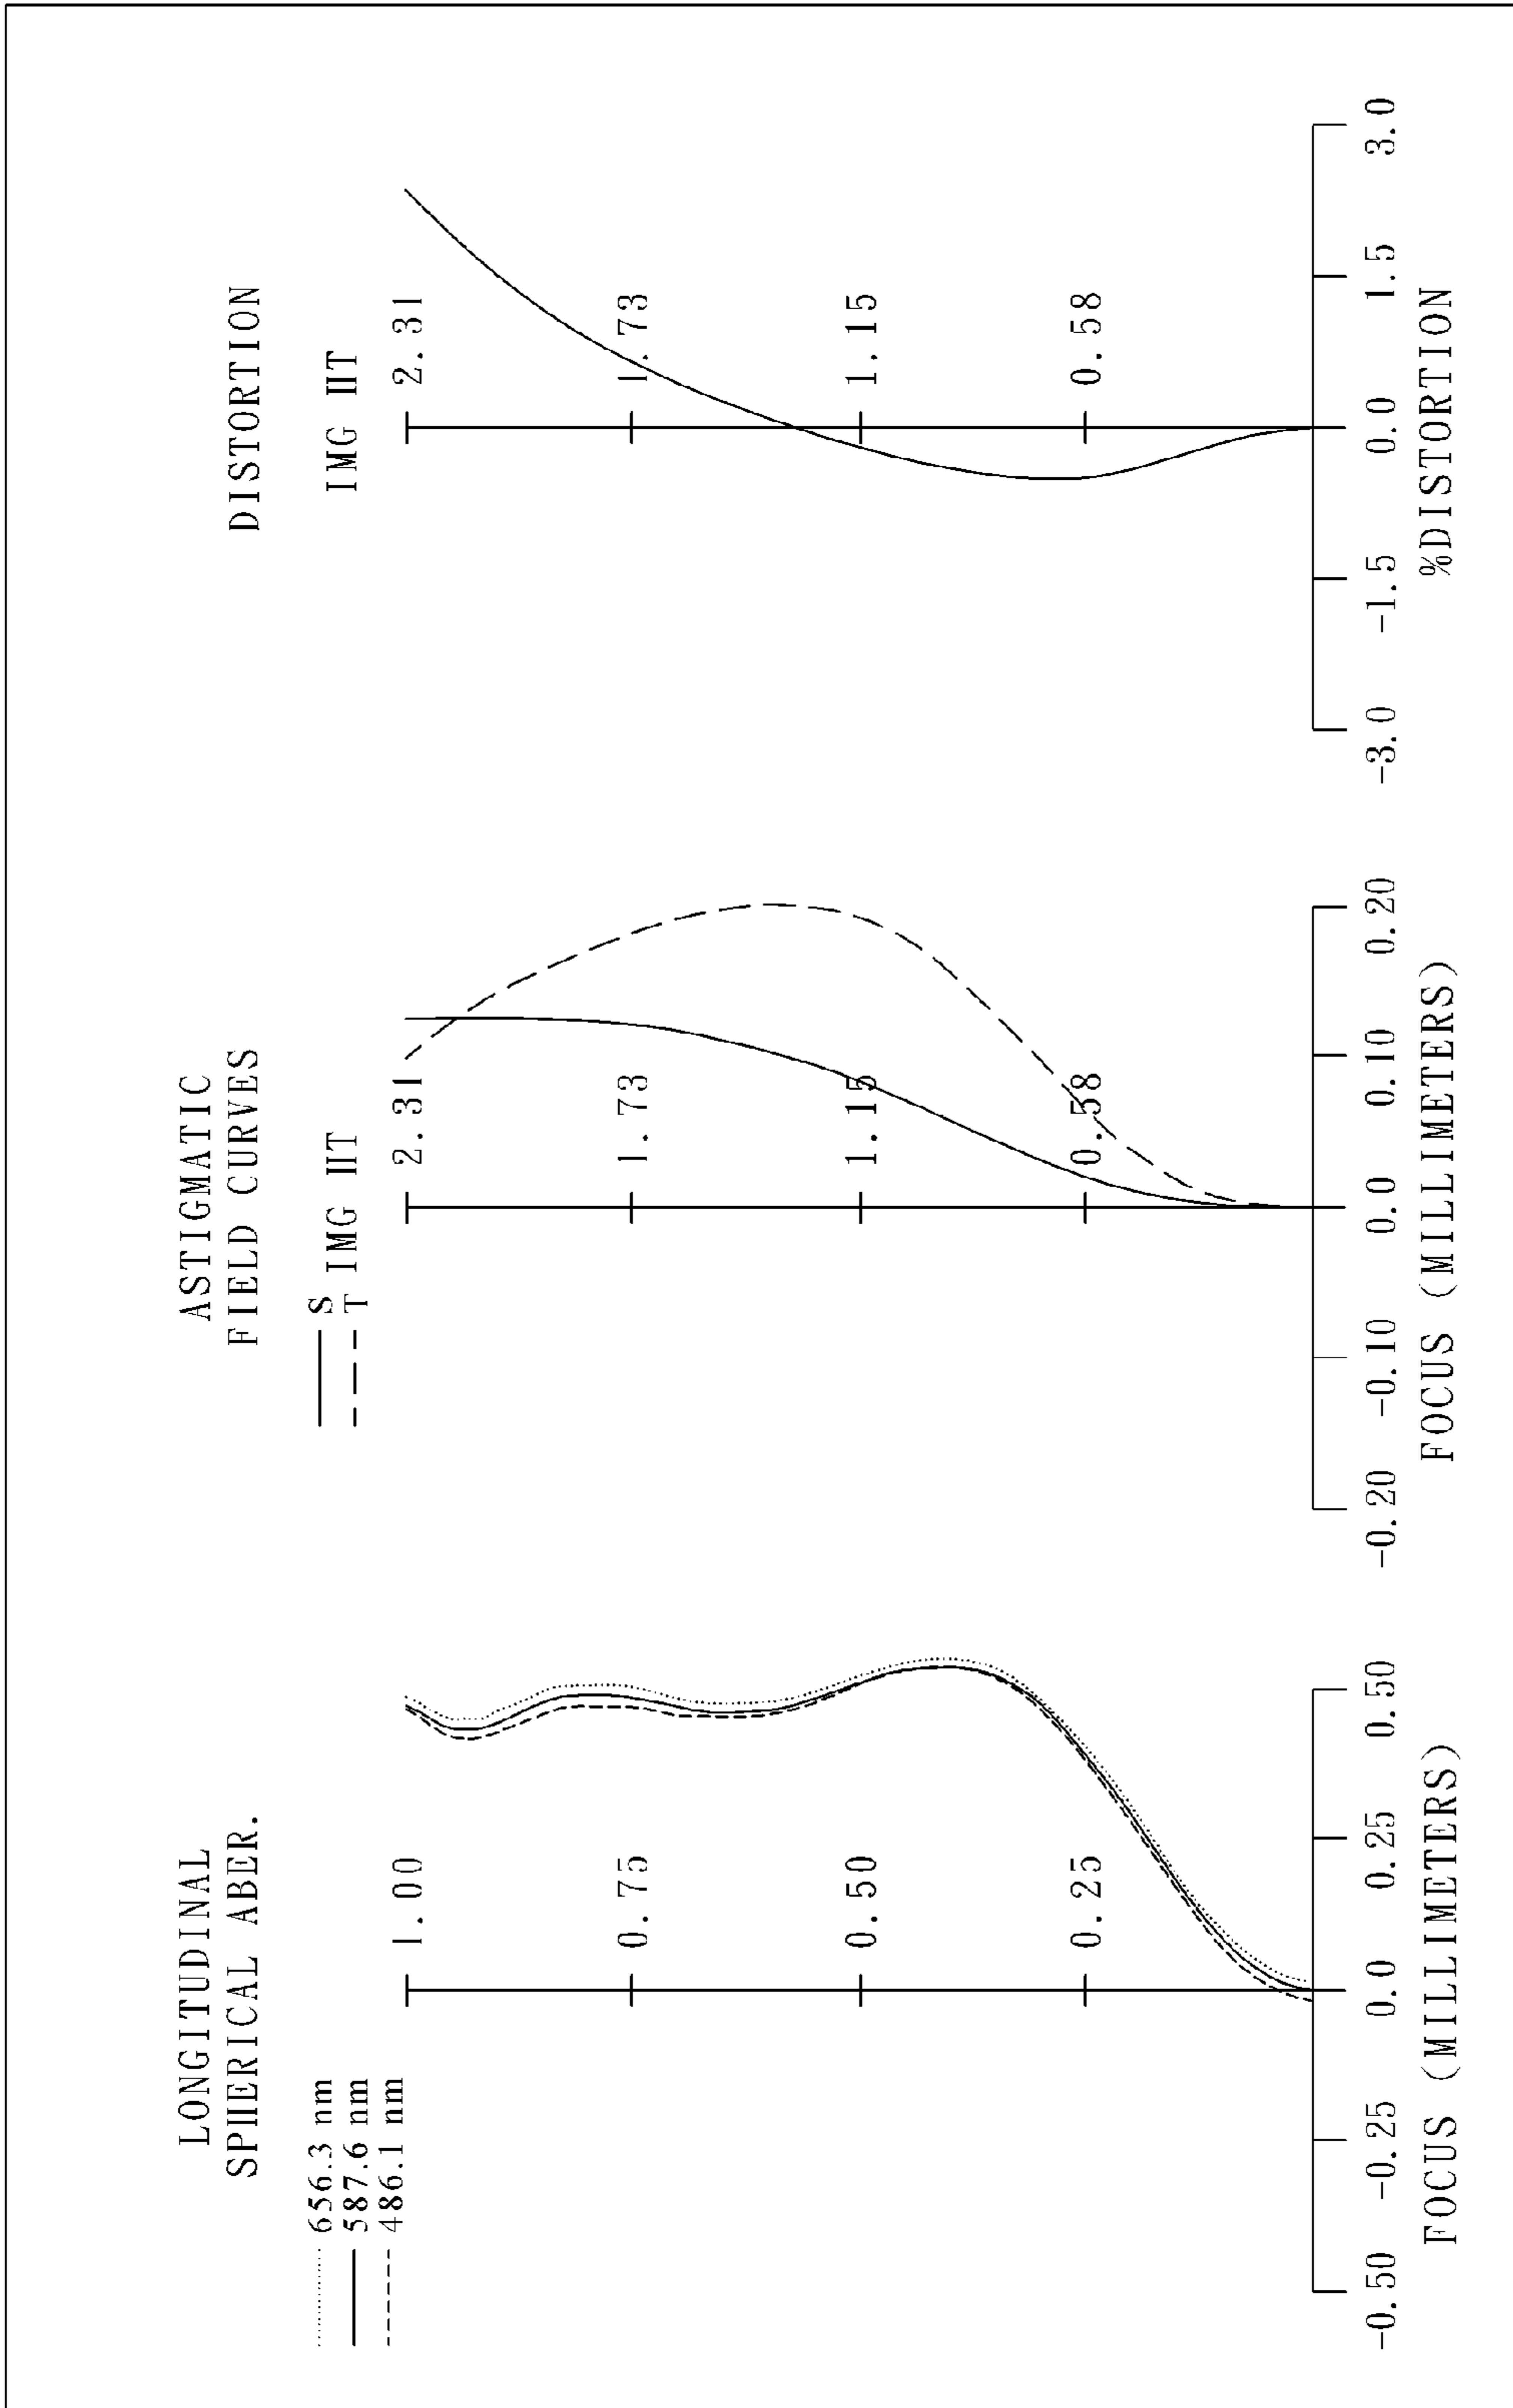 LONGITUDINAL
SPHERICAL ABER.
656.3 nm
587.6 nm
486.1 nm
1.00
0.75
0.50
0.25
-0.50 -0.25 0.0 0.25 0.50
FOCUS (MILLIMETERS)
ASTIGMATIC
FIELD CURVES
S
T IMG HT
2.31
1.73
1.15
0.58
-0.20 -0.10 0.0 0.10 0.20
FOCUS (MILLIMETERS)
DISTORTION
IMG HT
2.31
1.73
1.15
0.58
-3.0 -1.5 0.0 1.5 3.0
%DISTORTION